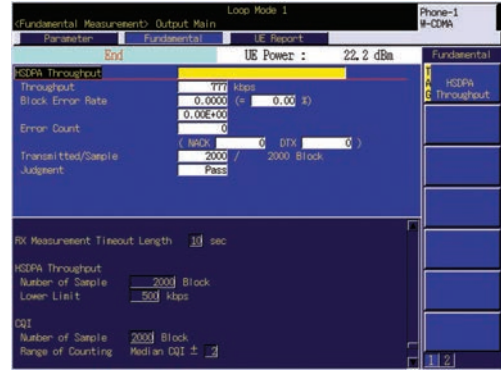 Loop Mode 1
Phone-1
<Fundamental Measurement> Output Main
W-CDMA
Parameter Fundamental UE Report
End UE Power : 22.2 dBm Fundamental
HSDPA Throughput
TAG
HSDPA Throughput
Throughput 777 kbps
Block Error Rate 0.0000 (= 0.00 %)
0.00E+00
Error Count 0
( NACK 0 DTX 0 )
Transmitted/Sample 2000 / 2000 Block
Judgment Pass
RX Measurement Timeout Length 10 sec
HSDPA Throughput
Number of Sample 2000 Block
Lower Limit 500 kbps
CQI
Number of Sample 2000 Block
Range of Counting Median CQI ± 2
1 2